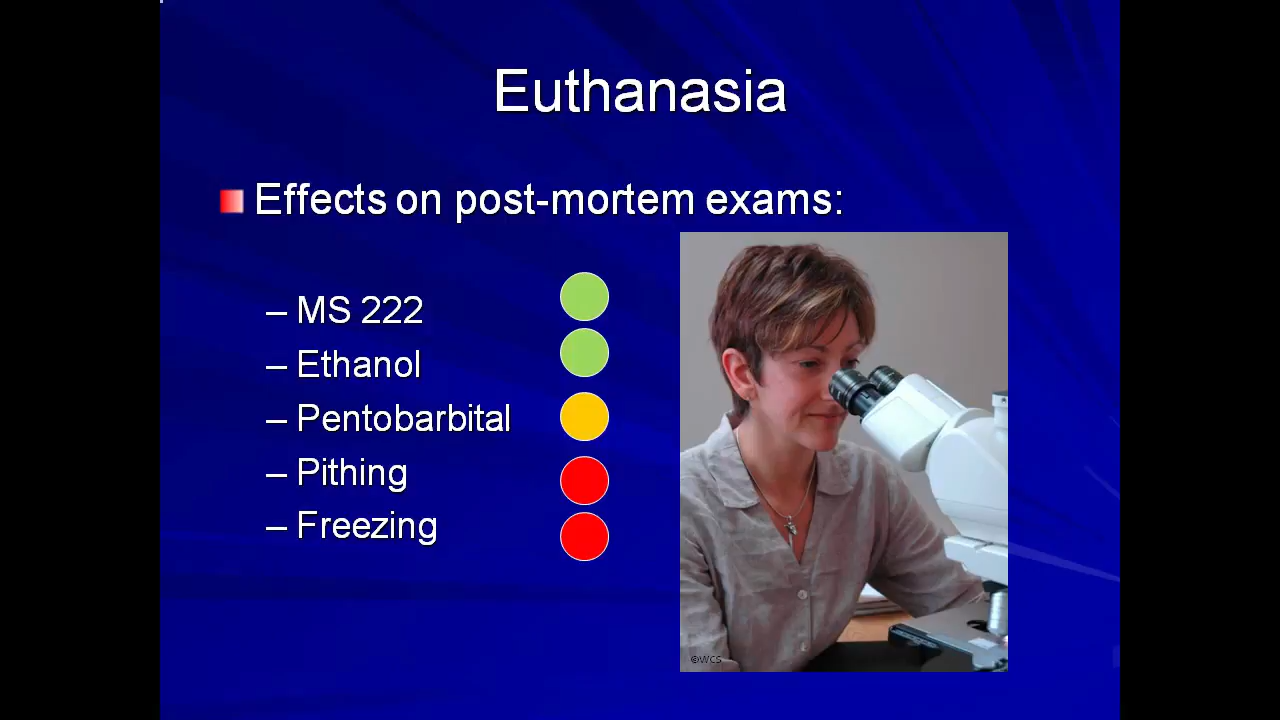 Euthanasia
Effects on post-mortem exams:
– MS 222
– Ethanol
– Pentobarbital
– Pithing
– Freezing
©WCS